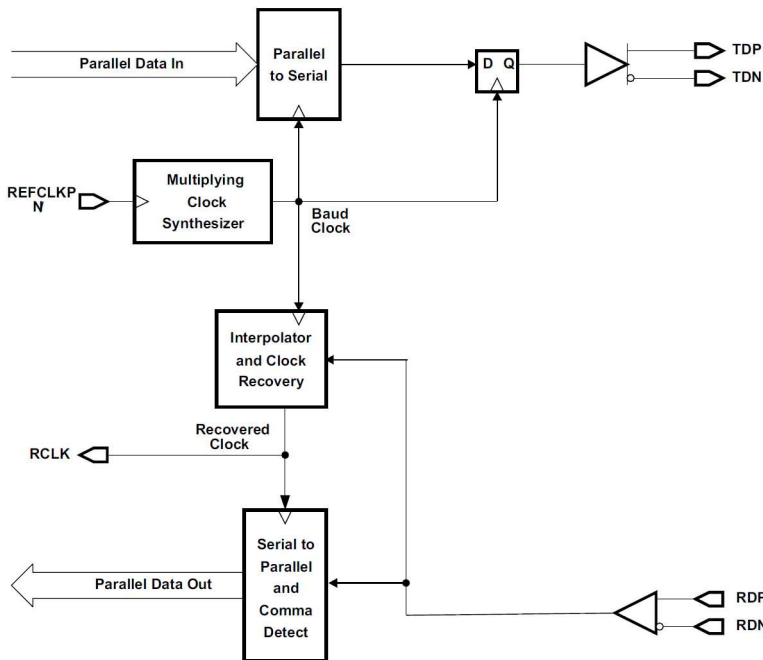 Parallel Data In
Parallel
to Serial
D Q
TDP
TDN
REFCLKP
N'
Multiplying
Clock
Synthesizer
Baud
Clock
Interpolator
and Clock
Recovery
Recovered
Clock
RCLK
Serial to
Parallel
and
Comma
Detect
Parallel Data Out
RDP
RDN